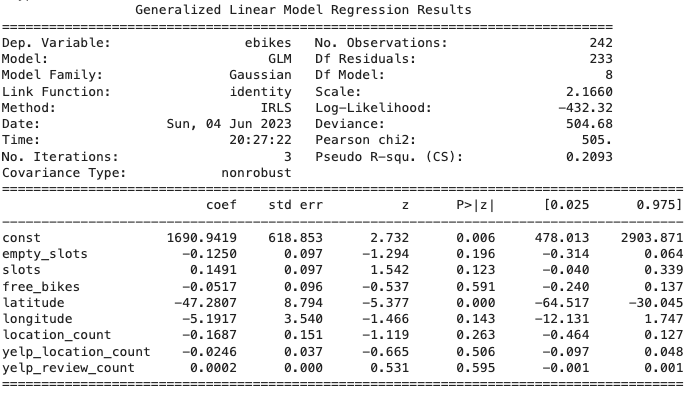 Generalized Linear Model Regression Results
==============================================================================
Dep. Variable: ebikes No. Observations: 242
Model: GLM Df Residuals: 233
Model Family: Gaussian Df Model: 8
Link Function: identity Scale: 2.1660
Method: IRLS Log-Likelihood: -432.32
Date: Sun, 04 Jun 2023 Deviance: 504.68
Time: 20:27:22 Pearson chi2: 505.
No. Iterations: 3 Pseudo R-squ. (CS): 0.2093
Covariance Type: nonrobust
=======================================================================================
coef std err z P>|z| [0.025 0.975]
---------------------------------------------------------------------------------------
const 1690.9419 618.853 2.732 0.006 478.013 2903.871
empty_slots -0.1250 0.097 -1.294 0.196 -0.314 0.064
slots 0.1491 0.097 1.542 0.123 -0.040 0.339
free_bikes -0.0517 0.096 -0.537 0.591 -0.240 0.137
latitude -47.2807 8.794 -5.377 0.000 -64.517 -30.045
longitude -5.1917 3.540 -1.466 0.143 -12.131 1.747
location_count -0.1687 0.151 -1.119 0.263 -0.464 0.127
yelp_location_count -0.0246 0.037 -0.665 0.506 -0.097 0.048
yelp_review_count 0.0002 0.000 0.531 0.595 -0.001 0.001
=======================================================================================